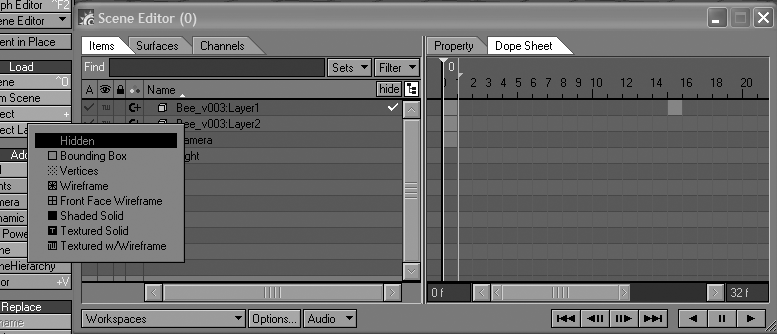 ph Editor ^F2
Scene Editor (0)
Scene Editor
ent in Place
Items Surfaces Channels
Property Dope Sheet
Load
Find Sets Filter
0
ene ^O
A Name hide
0 1 2 3 4 5 6 7 8 9 10 12 14 16 18 20
m Scene
Bee_v003:Layer1
ect +
Bee_v003:Layer2
ect La
Hidden
amera
Add
Bounding Box
ight
Vertices
hts
Wireframe
mera
Front Face Wireframe
namic
Shaded Solid
Powe
Textured Solid
ne
Textured w/Wireframe
neHierarchy
or +V
0 f 32 f
Replace
Workspaces Options... Audio
name